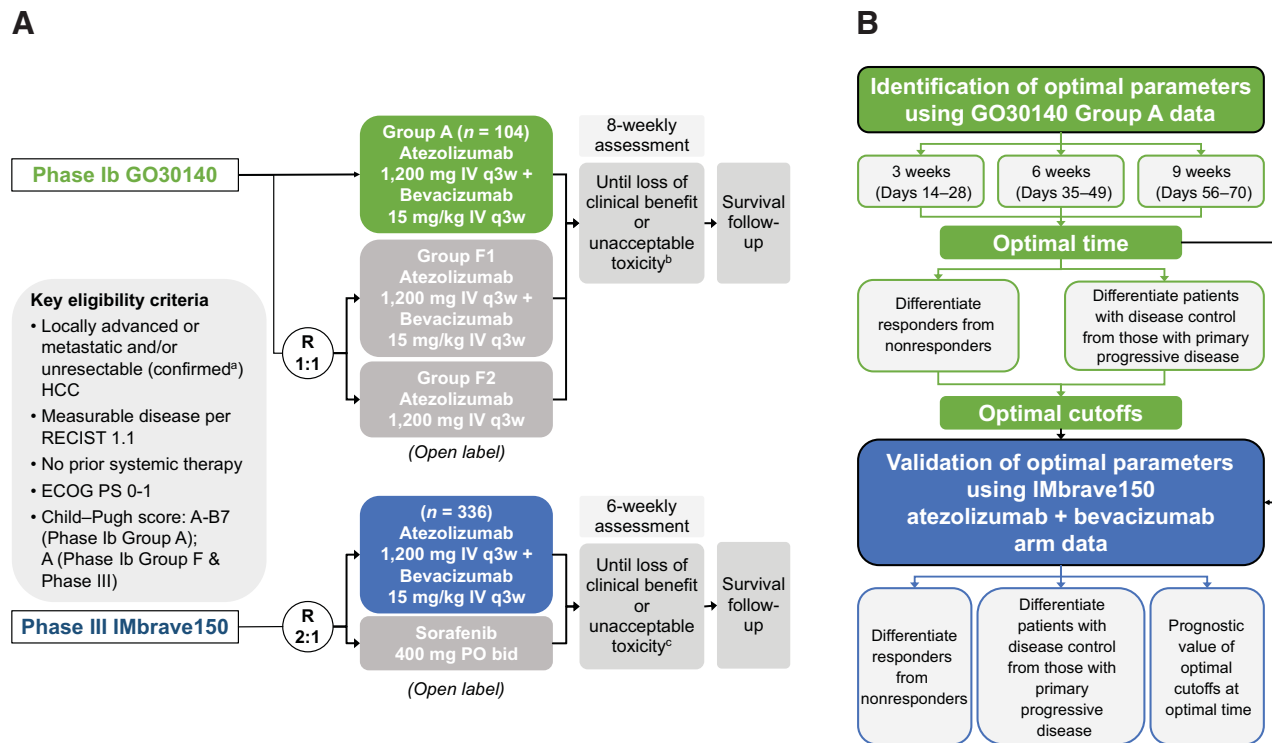 A
Phase Ib GO30140
Group A (n = 104)
Atezolizumab
1,200 mg IV q3w +
Bevacizumab
15 mg/kg IV q3w
8-weekly
assessment
Until loss of
clinical benefit
or
unacceptable
toxicityᵇ
Survival
follow-
up
Group F1
Atezolizumab
1,200 mg IV q3w +
Bevacizumab
15 mg/kg IV q3w
R
1:1
Group F2
Atezolizumab
1,200 mg IV q3w
(Open label)
Key eligibility criteria
• Locally advanced or
metastatic and/or
unresectable (confirmedᵃ)
HCC
• Measurable disease per
RECIST 1.1
• No prior systemic therapy
• ECOG PS 0-1
• Child–Pugh score: A-B7
(Phase Ib Group A);
A (Phase Ib Group F &
Phase III)
Phase III IMbrave150
R
2:1
(n = 336)
Atezolizumab
1,200 mg IV q3w +
Bevacizumab
15 mg/kg IV q3w
Sorafenib
400 mg PO bid
(Open label)
6-weekly
assessment
Until loss of
clinical benefit
or
unacceptable
toxicityᶜ
Survival
follow-
up
B
Identification of optimal parameters
using GO30140 Group A data
3 weeks
(Days 14–28)
6 weeks
(Days 35–49)
9 weeks
(Days 56–70)
Optimal time
Differentiate
responders from
nonresponders
Differentiate patients
with disease control
from those with primary
progressive disease
Optimal cutoffs
Validation of optimal parameters
using IMbrave150
atezolizumab + bevacizumab
arm data
Differentiate
responders
from
nonresponders
Differentiate
patients with
disease control
from those with
primary
progressive
disease
Prognostic
value of
optimal
cutoffs at
optimal time